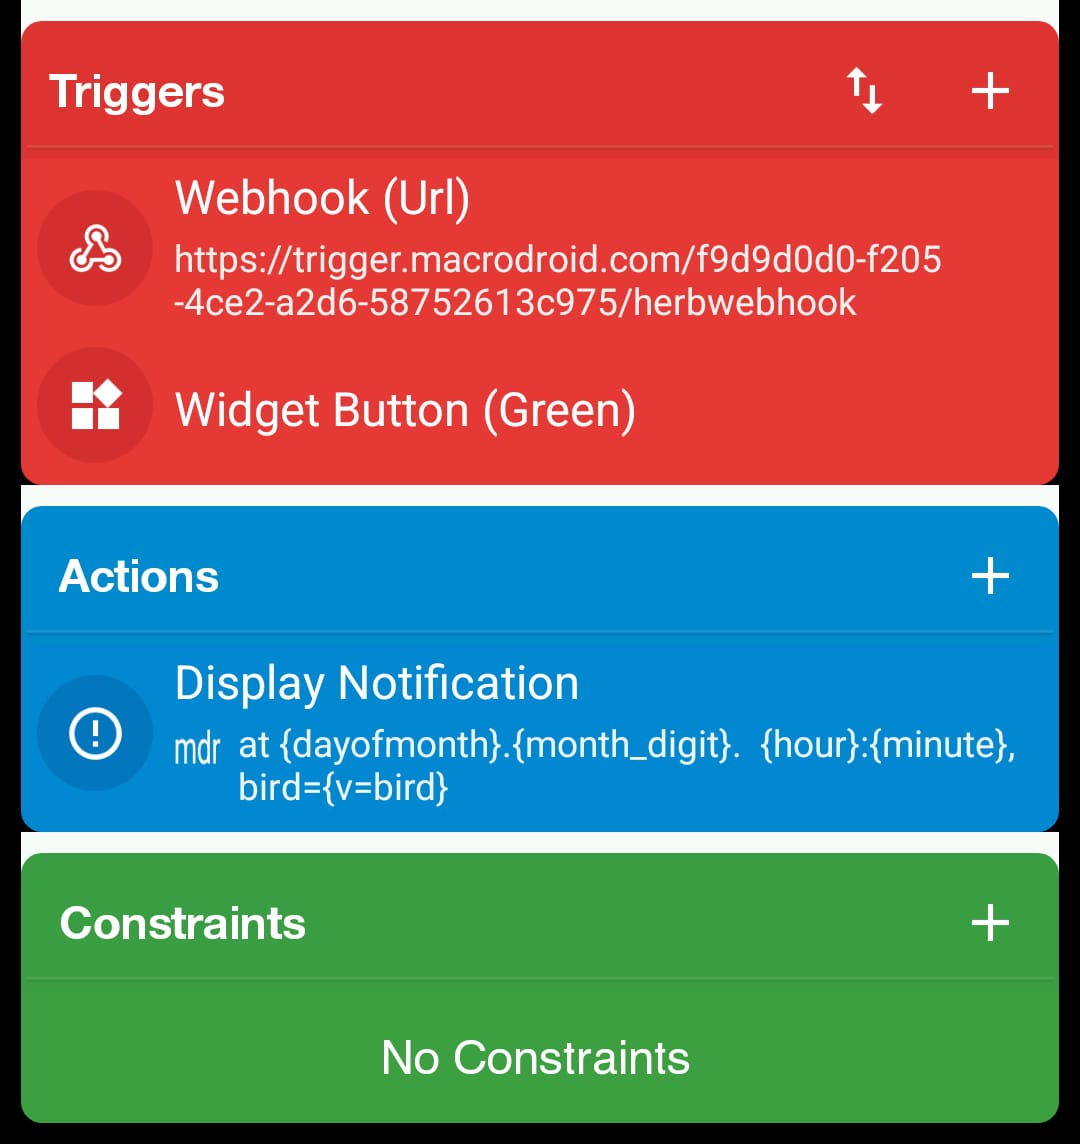 Triggers
Webhook (Url)
https://trigger.macrodroid.com/f9d9d0d0-f205
-4ce2-a2d6-58752613c975/herbwebhook
Widget Button (Green)
Actions
Display Notification
mdr at {dayofmonth}.{month_digit}.  {hour}:{minute},
bird={v=bird}
Constraints
No Constraints